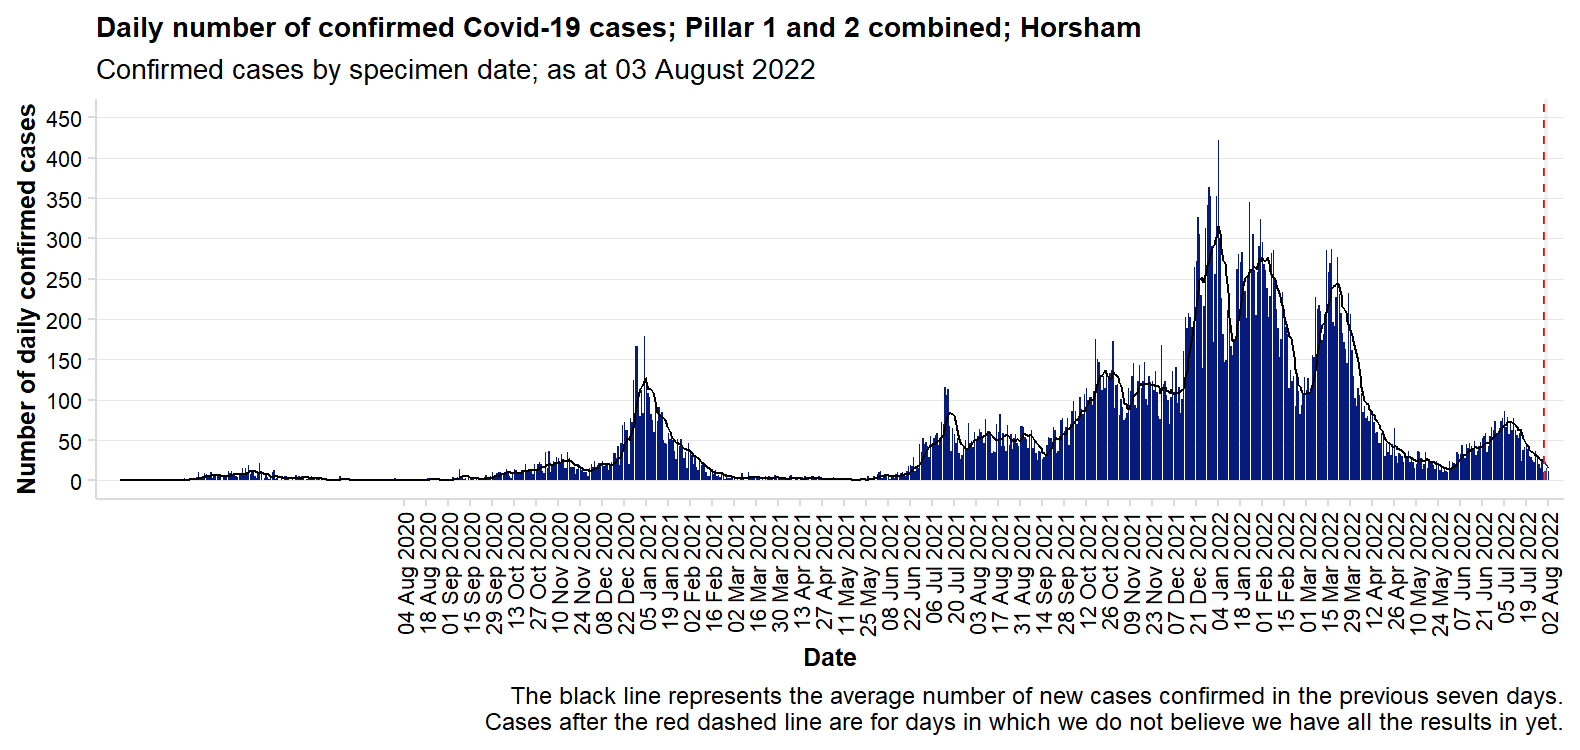 Daily number of confirmed Covid-19 cases; Pillar 1 and 2 combined; Horsham
Confirmed cases by specimen date; as at 03 August 2022
Number of daily confirmed cases
450
400
350
300
250
200
150
100
50
0
04 Aug 2020
18 Aug 2020
01 Sep 2020
15 Sep 2020
29 Sep 2020
13 Oct 2020
27 Oct 2020
10 Nov 2020
24 Nov 2020
08 Dec 2020
22 Dec 2020
05 Jan 2021
19 Jan 2021
02 Feb 2021
16 Feb 2021
02 Mar 2021
16 Mar 2021
30 Mar 2021
13 Apr 2021
27 Apr 2021
11 May 2021
25 May 2021
08 Jun 2021
22 Jun 2021
06 Jul 2021
20 Jul 2021
03 Aug 2021
17 Aug 2021
31 Aug 2021
14 Sep 2021
28 Sep 2021
12 Oct 2021
26 Oct 2021
09 Nov 2021
23 Nov 2021
07 Dec 2021
21 Dec 2021
04 Jan 2022
18 Jan 2022
01 Feb 2022
15 Feb 2022
01 Mar 2022
15 Mar 2022
29 Mar 2022
12 Apr 2022
26 Apr 2022
10 May 2022
24 May 2022
07 Jun 2022
21 Jun 2022
05 Jul 2022
19 Jul 2022
02 Aug 2022
Date
The black line represents the average number of new cases confirmed in the previous seven days.
Cases after the red dashed line are for days in which we do not believe we have all the results in yet.